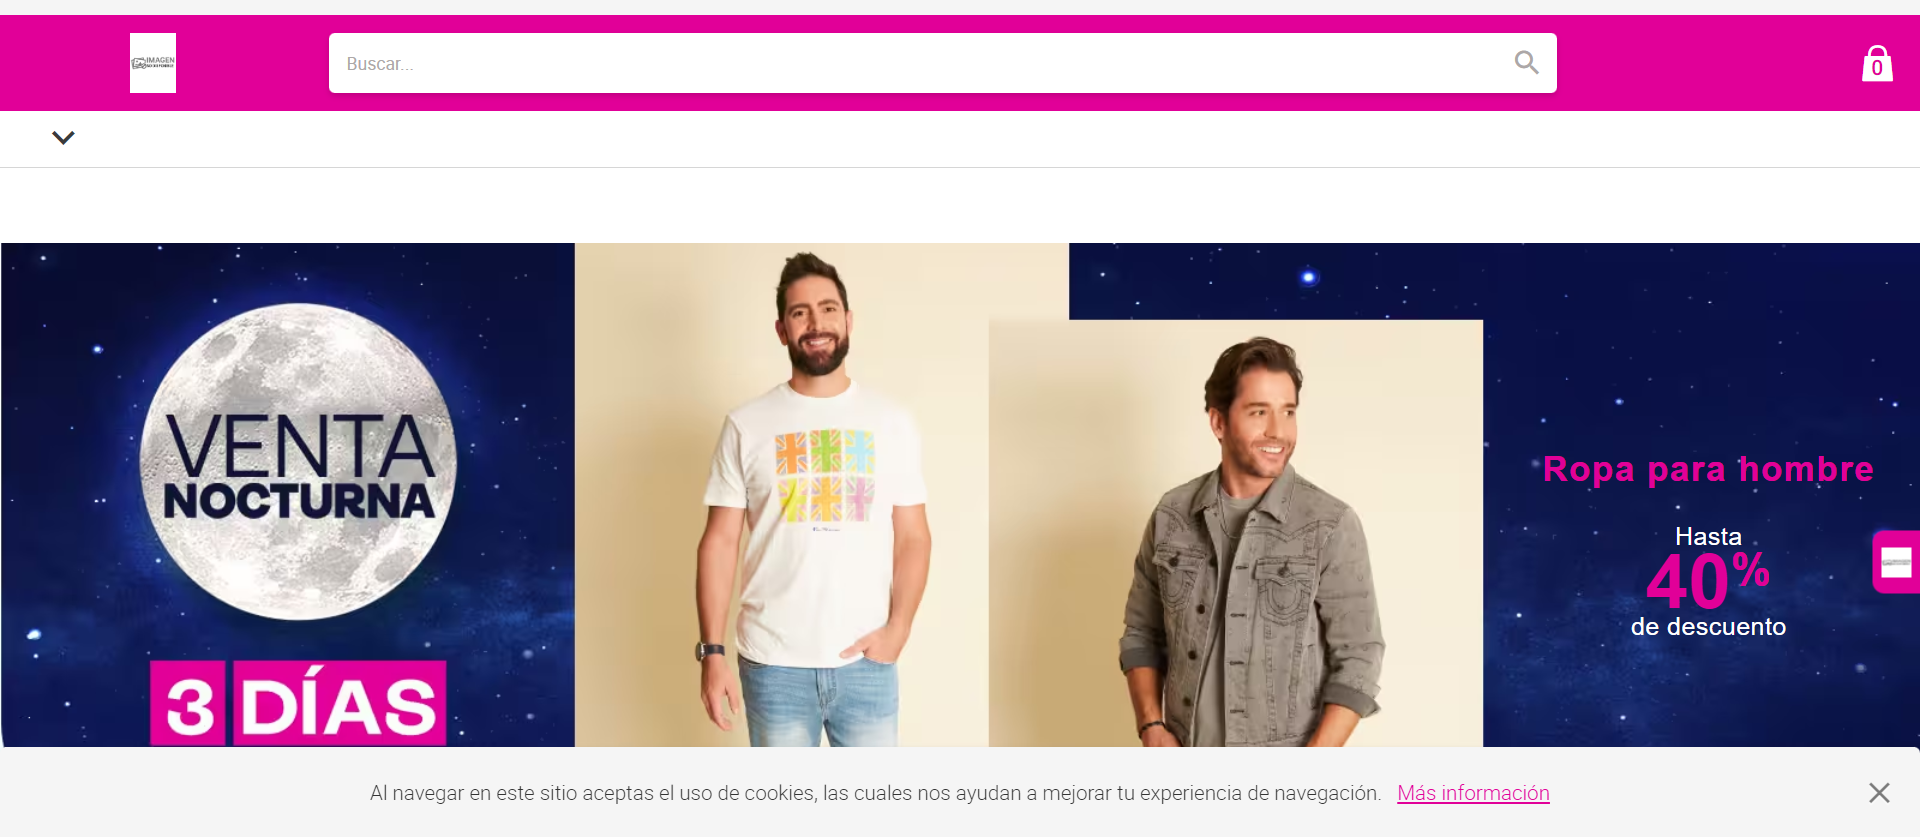 IMAGEN
Buscar...
0
VENTA
NOCTURNA
3 DÍAS
Ropa para hombre
Hasta
40%
de descuento
Al navegar en este sitio aceptas el uso de cookies, las cuales nos ayudan a mejorar tu experiencia de navegación. Más información